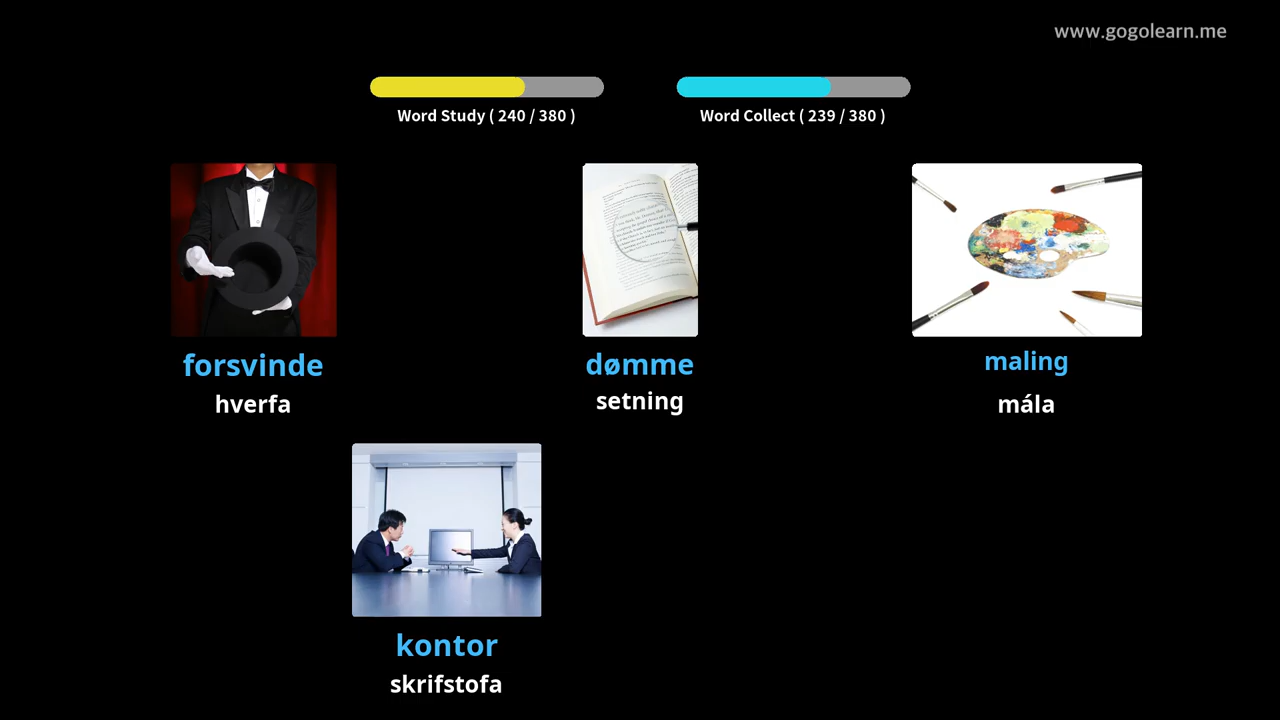 www.gogolearn.me
Word Study ( 240 / 380 )
Word Collect ( 239 / 380 )
forsvinde
hverfa
dømme
setning
maling
mála
kontor
skrifstofa